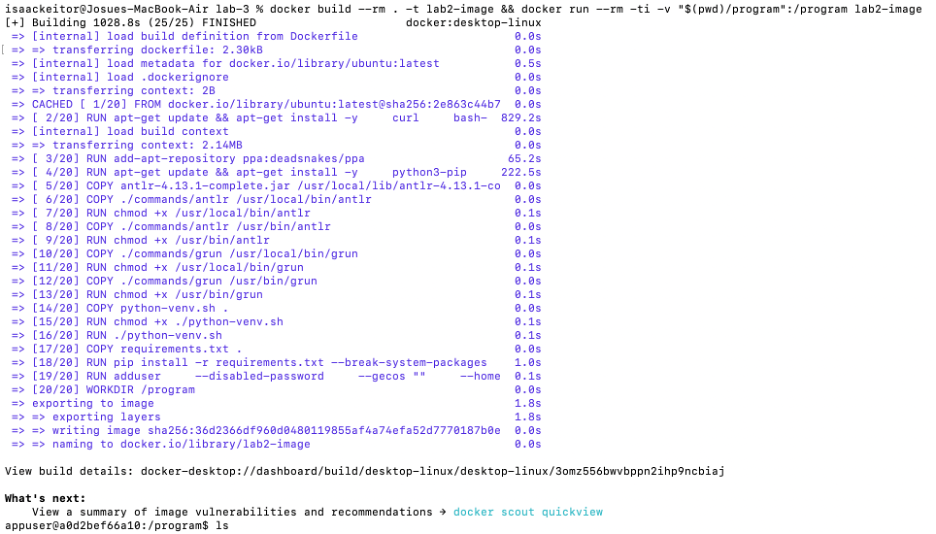 isaackeitor@Josues-MacBook-Air lab-3 % docker build --rm . -t lab2-image && docker run --rm -ti -v "$(pwd)/program":/program lab2-image
[+] Building 1028.8s (25/25) FINISHED docker:desktop-linux
=> [internal] load build definition from Dockerfile 0.0s
[ => => transferring dockerfile: 2.30kB 0.0s
=> [internal] load metadata for docker.io/library/ubuntu:latest 0.5s
=> [internal] load .dockerignore 0.0s
=> => transferring context: 2B 0.0s
=> CACHED [ 1/20] FROM docker.io/library/ubuntu:latest@sha256:2e863c44b7 0.0s
=> [ 2/20] RUN apt-get update && apt-get install -y curl bash- 829.2s
=> [internal] load build context 0.0s
=> => transferring context: 2.14MB 0.0s
=> [ 3/20] RUN add-apt-repository ppa:deadsnakes/ppa 65.2s
=> [ 4/20] RUN apt-get update && apt-get install -y python3-pip 222.5s
=> [ 5/20] COPY antlr-4.13.1-complete.jar /usr/local/lib/antlr-4.13.1-co 0.0s
=> [ 6/20] COPY ./commands/antlr /usr/local/bin/antlr 0.0s
=> [ 7/20] RUN chmod +x /usr/local/bin/antlr 0.1s
=> [ 8/20] COPY ./commands/antlr /usr/bin/antlr 0.0s
=> [ 9/20] RUN chmod +x /usr/bin/antlr 0.1s
=> [10/20] COPY ./commands/grun /usr/local/bin/grun 0.0s
=> [11/20] RUN chmod +x /usr/local/bin/grun 0.1s
=> [12/20] COPY ./commands/grun /usr/bin/grun 0.0s
=> [13/20] RUN chmod +x /usr/bin/grun 0.1s
=> [14/20] COPY python-venv.sh . 0.0s
=> [15/20] RUN chmod +x ./python-venv.sh 0.1s
=> [16/20] RUN ./python-venv.sh 0.1s
=> [17/20] COPY requirements.txt . 0.0s
=> [18/20] RUN pip install -r requirements.txt --break-system-packages 1.0s
=> [19/20] RUN adduser --disabled-password --gecos "" --home 0.1s
=> [20/20] WORKDIR /program 0.0s
=> exporting to image 1.8s
=> => exporting layers 1.8s
=> => writing image sha256:36d2366df960d0480119855af4a74efa52d7770187b0e 0.0s
=> => naming to docker.io/library/lab2-image 0.0s
View build details: docker-desktop://dashboard/build/desktop-linux/desktop-linux/3omz556bwvbppn2ihp9ncbiaj
What's next:
View a summary of image vulnerabilities and recommendations → docker scout quickview
appuser@a0d2bef66a10:/program$ ls